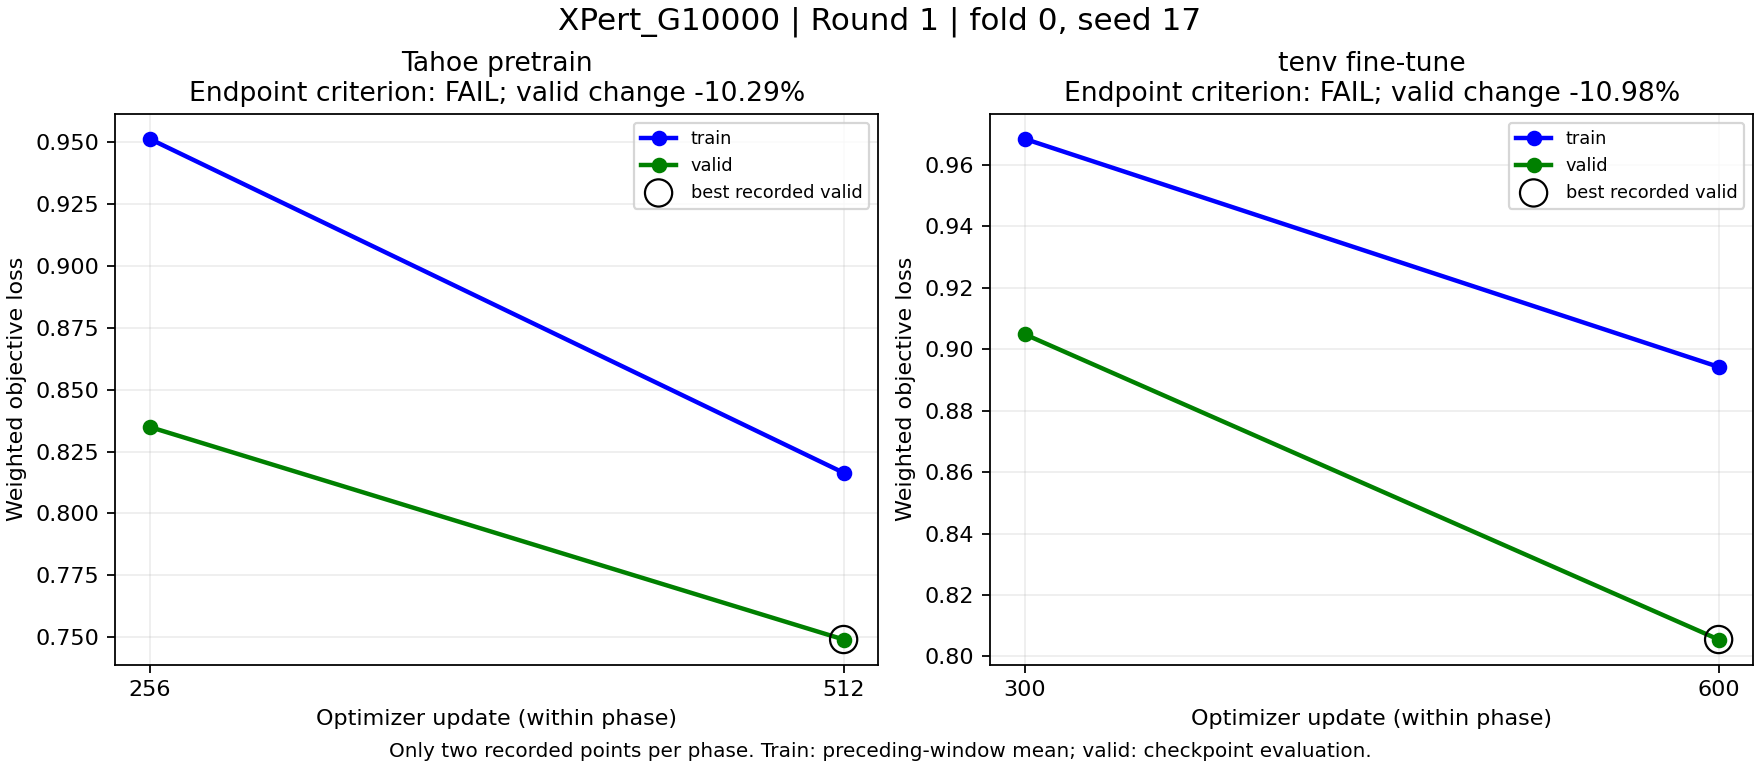 XPert_G10000 | Round 1 | fold 0, seed 17
Tahoe pretrain
Endpoint criterion: FAIL; valid change -10.29%
Weighted objective loss
0.950
0.925
0.900
0.875
0.850
0.825
0.800
0.775
0.750
train
valid
best recorded valid
256
512
Optimizer update (within phase)
tenv fine-tune
Endpoint criterion: FAIL; valid change -10.98%
Weighted objective loss
0.96
0.94
0.92
0.90
0.88
0.86
0.84
0.82
0.80
train
valid
best recorded valid
300
600
Optimizer update (within phase)
Only two recorded points per phase. Train: preceding-window mean; valid: checkpoint evaluation.